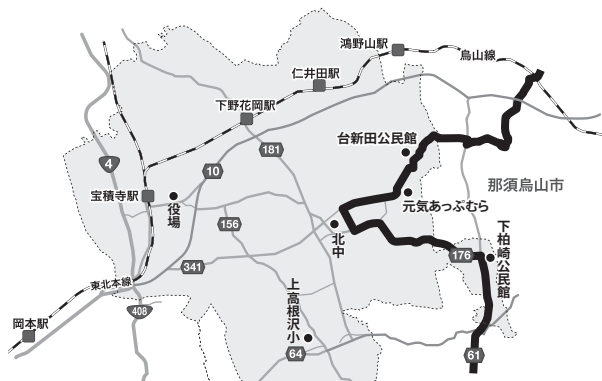 鴻野山駅
烏山線
仁井田駅
下野花岡駅
台新田公民館
181
4
10
那須烏山市
宝積寺駅
役場
元気あっぷむら
156
北中
下柏崎公民館
176
341
東北本線
上高根沢小
408
岡本駅
64
61